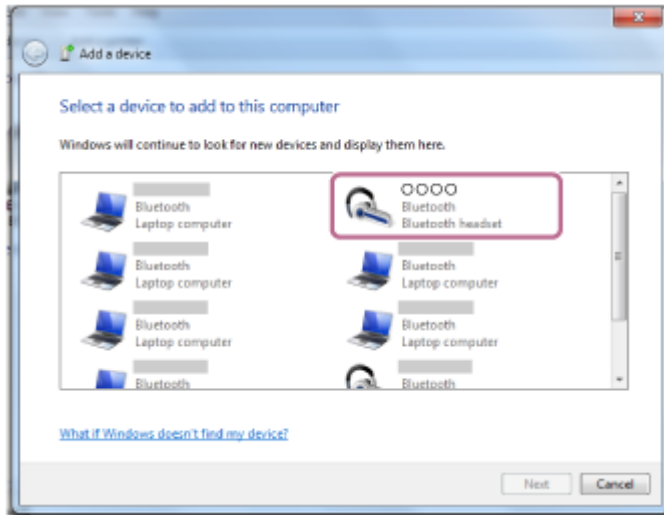 Add a device
Select a device to add to this computer
Windows will continue to look for new devices and display them here.
Bluetooth
Laptop computer
OOOO
Bluetooth
Bluetooth headset
Bluetooth
Laptop computer
Bluetooth
Laptop computer
Bluetooth
Laptop computer
Bluetooth
Laptop computer
Bluetooth
Bluetooth
What if Windows doesn't find my device?
Next
Cancel